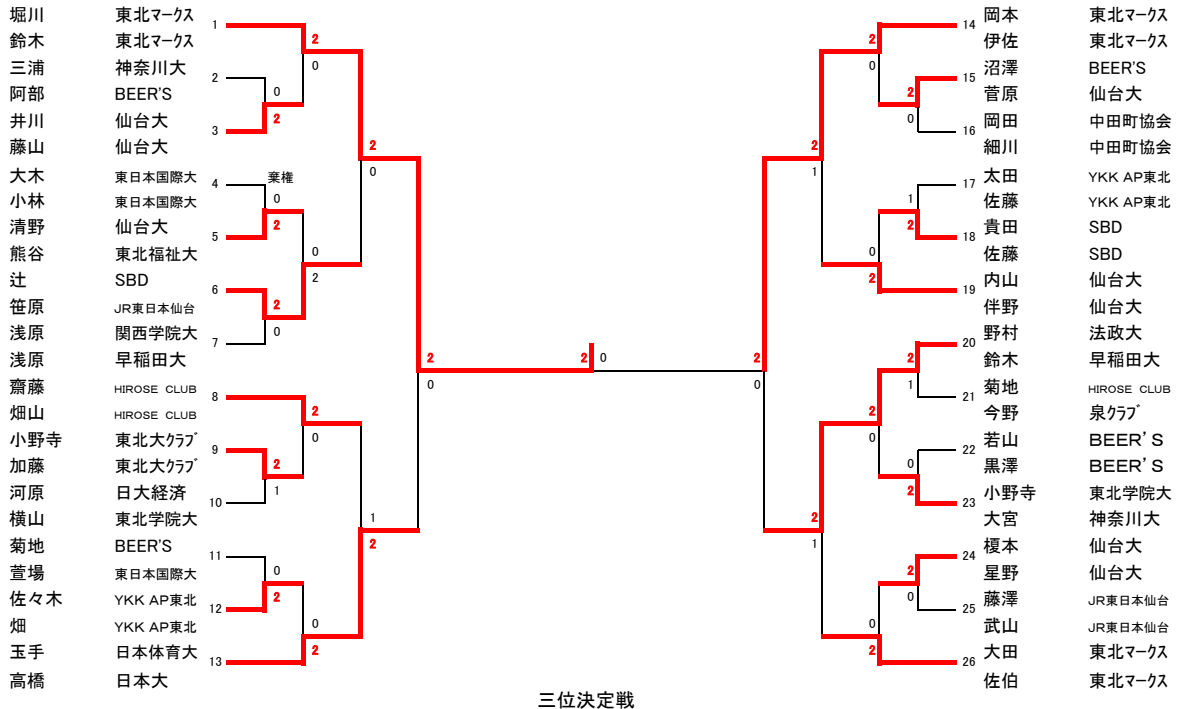 堀川 東北マークス
鈴木 東北マークス
1
三浦 神奈川大
阿部 BEER'S
2
井川 仙台大
藤山 仙台大
3
大木 東日本国際大
小林 東日本国際大
4
清野 仙台大
熊谷 東北福祉大
5
辻 SBD
笹原 JR東日本仙台
6
浅原 関西学院大
浅原 早稲田大
7
齋藤 HIROSE CLUB
畑山 HIROSE CLUB
8
小野寺 東北大クラブ
加藤 東北大クラブ
9
河原 日大経済
横山 東北学院大
10
菊地 BEER'S
萱場 東日本国際大
11
佐々木 YKK AP東北
畑 YKK AP東北
12
玉手 日本体育大
高橋 日本大
13
2
0
0
2
棄権
0
2
0
2
2
0
2
0
2
0
2
1
0
2
0
2
1
2
2
0
2 0
2
0
2
1
2
0
2
0
1
2
0
2
2
1
2
1
2
0
0
2
2
0
0
2
14
岡本 東北マークス
伊佐 東北マークス
15
沼澤 BEER'S
菅原 仙台大
16
岡田 中田町協会
細川 中田町協会
17
太田 YKK AP東北
佐藤 YKK AP東北
18
貴田 SBD
佐藤 SBD
19
内山 仙台大
伴野 仙台大
20
野村 法政大
鈴木 早稲田大
21
菊地 HIROSE CLUB
今野 泉クラブ
22
若山 BEER'S
黒澤 BEER'S
23
小野寺 東北学院大
大宮 神奈川大
24
榎本 仙台大
星野 仙台大
25
藤澤 JR東日本仙台
武山 JR東日本仙台
26
大田 東北マークス
佐伯 東北マークス
三位決定戦